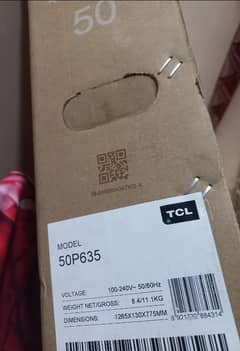 50
TCL
MODEL
50P635
VOLTAGE: 100-240V~ 50/60Hz
WEIGHT NET/GROSS: 8.4/11.1KG
DIMENSIONS: 1285X130X775MM